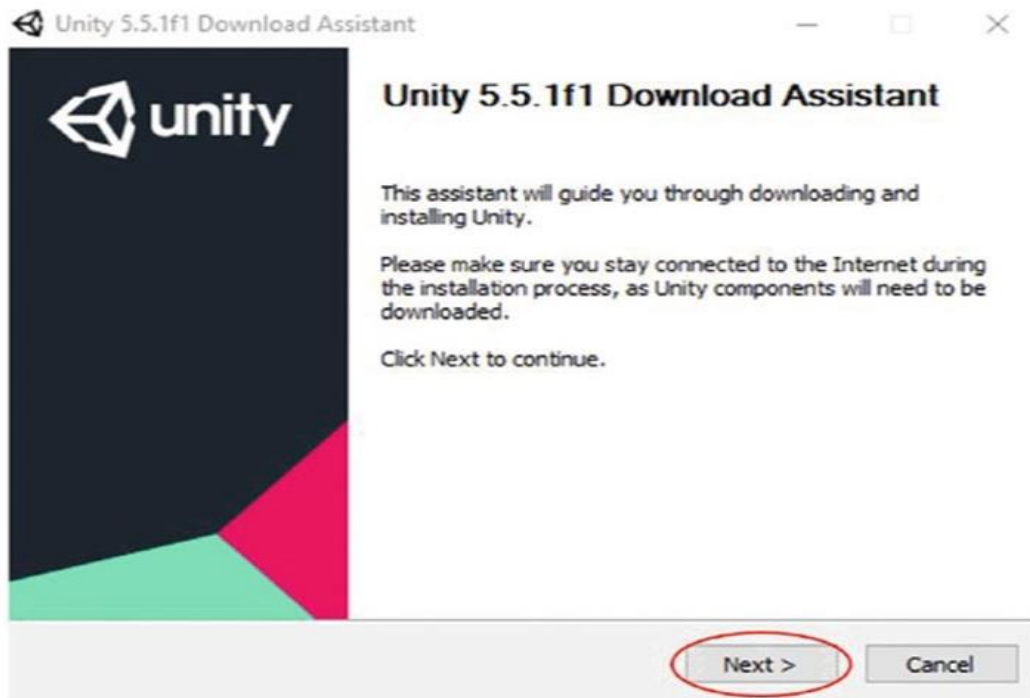 Unity 5.5.1f1 Download Assistant
unity
Unity 5.5.1f1 Download Assistant
This assistant will guide you through downloading and
installing Unity.
Please make sure you stay connected to the Internet during
the installation process, as Unity components will need to be
downloaded.
Click Next to continue.
Next >
Cancel